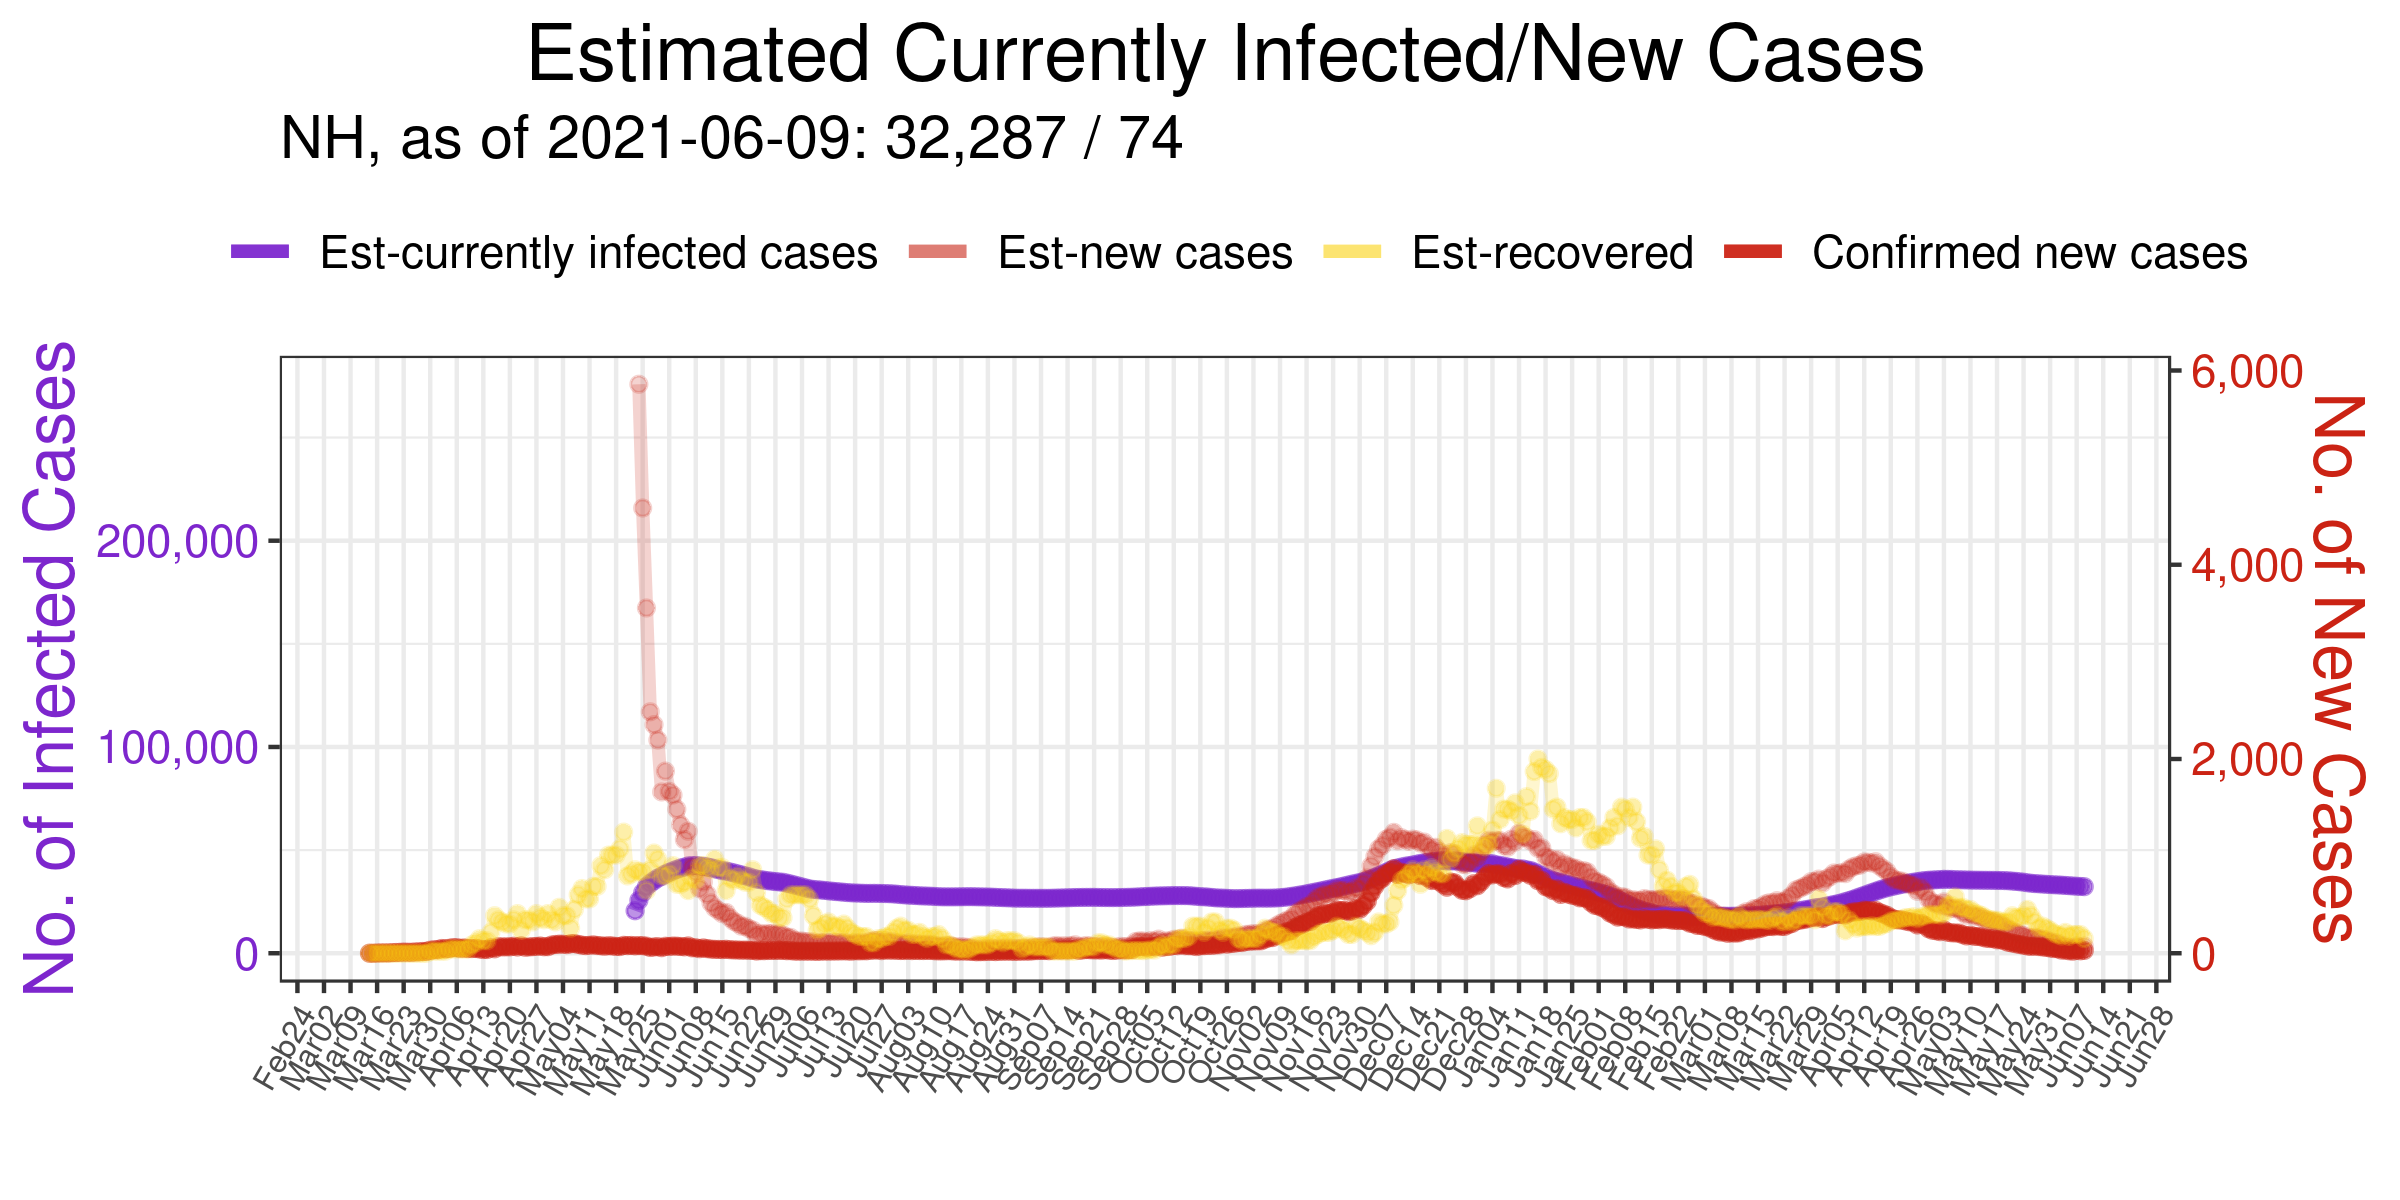 Estimated Currently Infected/New Cases
NH, as of 2021-06-09: 32,287 / 74
Est-currently infected cases Est-new cases Est-recovered Confirmed new cases
No. of Infected Cases
200,000
100,000
0
6,000
4,000
2,000
0
No. of New Cases
Feb24 Mar02 Mar09 Mar16 Mar23 Mar30 Apr06 Apr13 Apr20 Apr27 May04 May11 May18 May25 Jun01 Jun08 Jun15 Jun22 Jun29 Jul06 Jul13 Jul20 Jul27 Aug03 Aug10 Aug17 Aug24 Aug31 Sep07 Sep14 Sep21 Sep28 Oct05 Oct12 Oct19 Oct26 Nov02 Nov09 Nov16 Nov23 Nov30 Dec07 Dec14 Dec21 Dec28 Jan04 Jan11 Jan18 Jan25 Feb01 Feb08 Feb15 Feb22 Mar01 Mar08 Mar15 Mar22 Mar29 Apr05 Apr12 Apr19 Apr26 May03 May10 May17 May24 May31 Jun07 Jun14 Jun21 Jun28